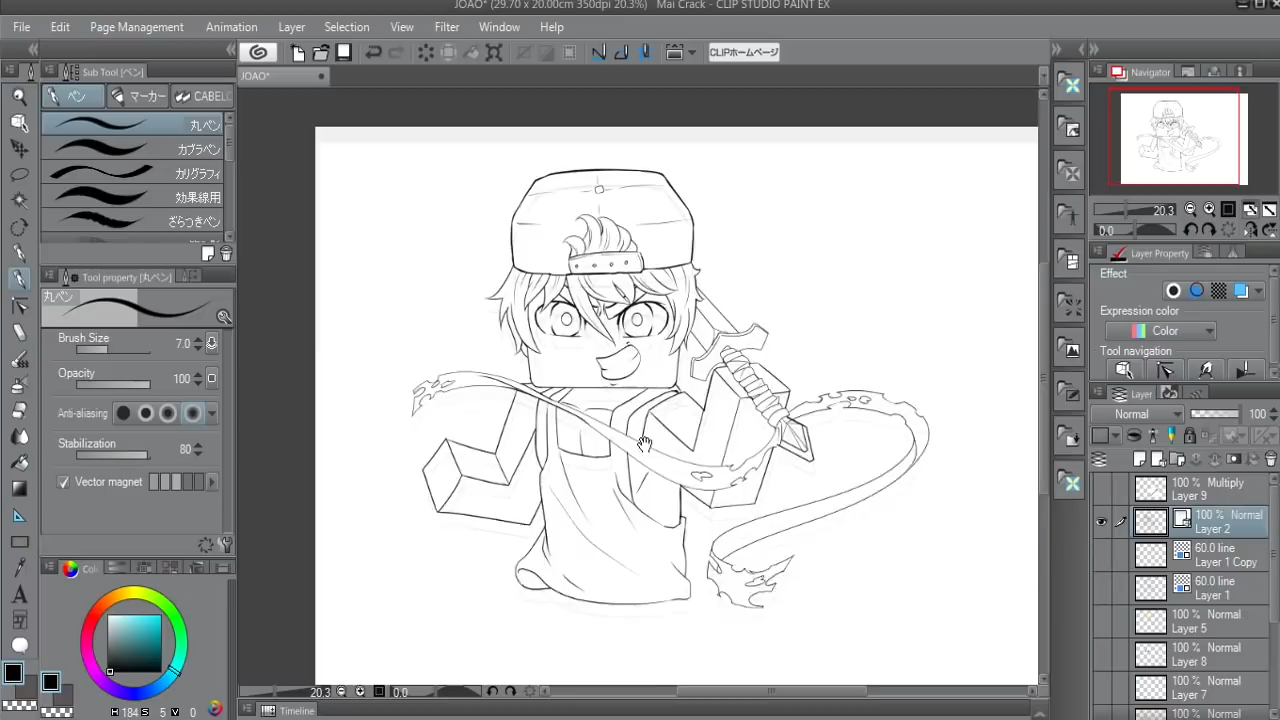 JOAO* (29.70 x 20.00cm 350dpi 20.3%) Mai Crack - CLIP STUDIO PAINT EX
File Edit Page Management Animation Layer Selection View Filter Window Help
CLIPホームページ
Sub Tool [ペン]
ペン マーカー
丸ペン
カブラペン
カリグラフィ
効果線用
ざらつきペン
Tool property [丸ペン]
丸ペン
Brush Size 7.0
Opacity 100
Anti-aliasing
Stabilization 80
Vector magnet
H 184 S 5 V 0
JOAO*
20.3 0.0
Timeline
Navigator
20.3
0.0
Layer Property
Effect
Expression color
Color
Tool navigation
Layer
Normal 100
100 % Multiply
Layer 9
100 % Normal
Layer 2
60.0 line
Layer 1 Copy
60.0 line
Layer 1
100 % Normal
Layer 5
100 % Normal
Layer 8
100 % Normal
Layer 7
100 % Normal